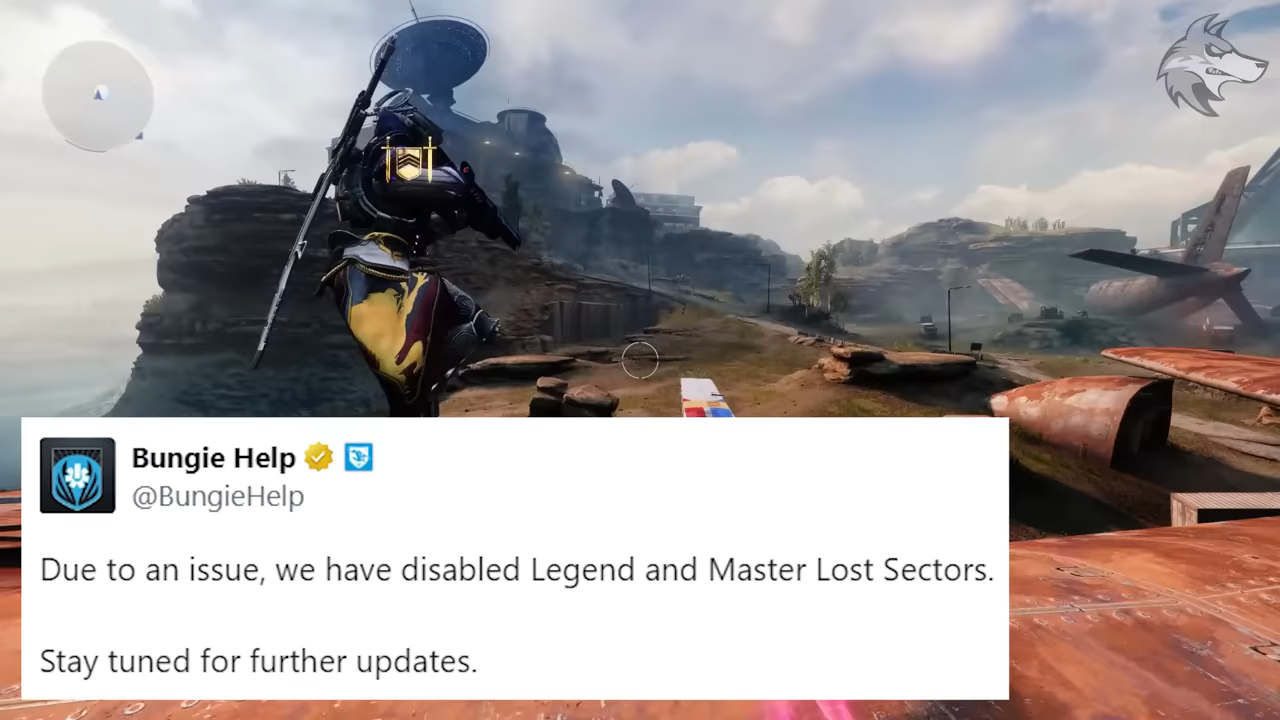 Bungie Help
@BungieHelp
Due to an issue, we have disabled Legend and Master Lost Sectors.
Stay tuned for further updates.